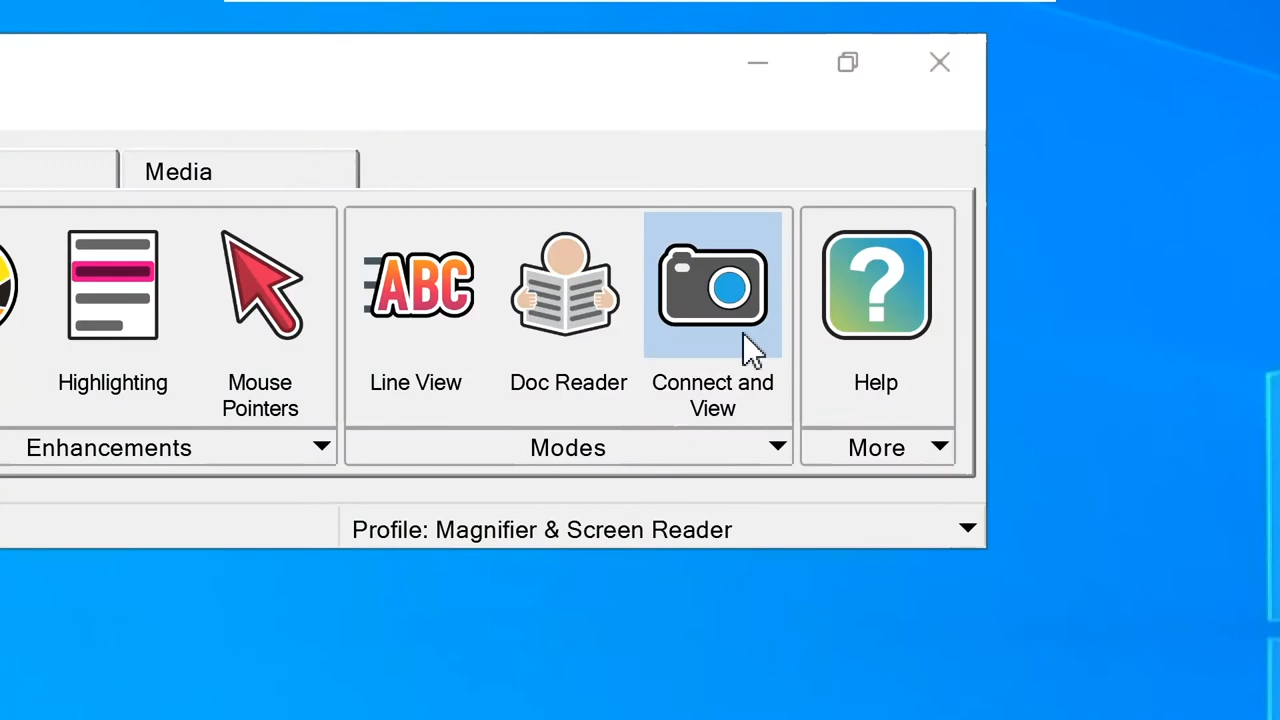 Media
ABC
?
Highlighting
Mouse
Pointers
Line View
Doc Reader
Connect and
View
Help
Enhancements
Modes
More
Profile: Magnifier & Screen Reader